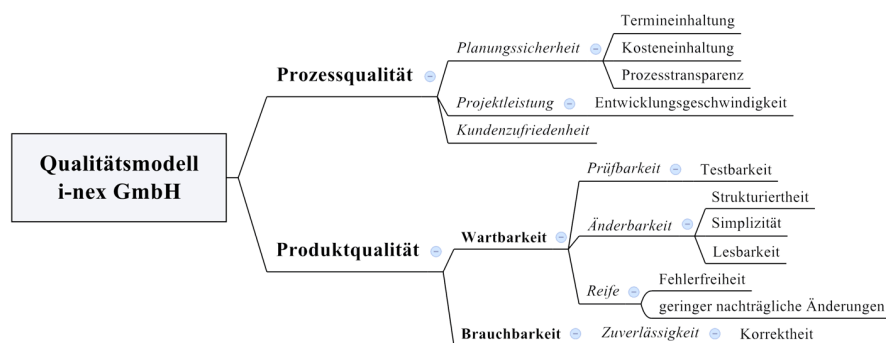 Qualitätsmodell
i-nex GmbH
Prozessqualität
Planungssicherheit
Termineinhaltung
Kosteneinhaltung
Prozesstransparenz
Projektleistung
Entwicklungsgeschwindigkeit
Kundenzufriedenheit
Produktqualität
Wartbarkeit
Prüfbarkeit
Testbarkeit
Änderbarkeit
Strukturiertheit
Simplizität
Lesbarkeit
Reife
Fehlerfreiheit
geringer nachträgliche Änderungen
Brauchbarkeit
Zuverlässigkeit
Korrektheit